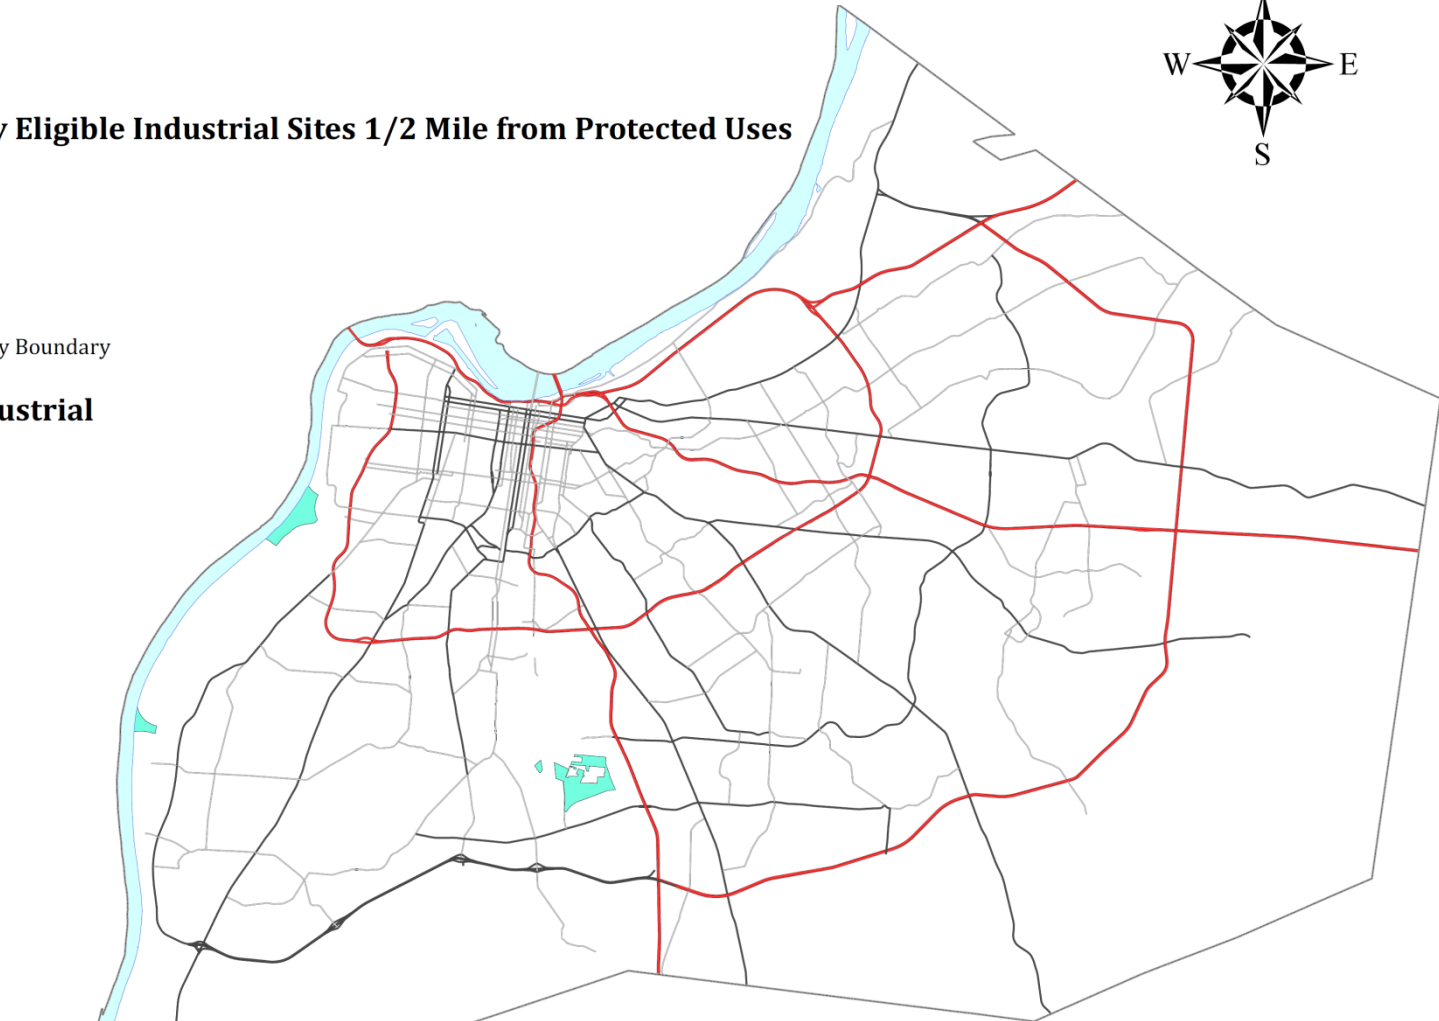 y Eligible Industrial Sites 1/2 Mile from Protected Uses
W E
S
y Boundary
ustrial